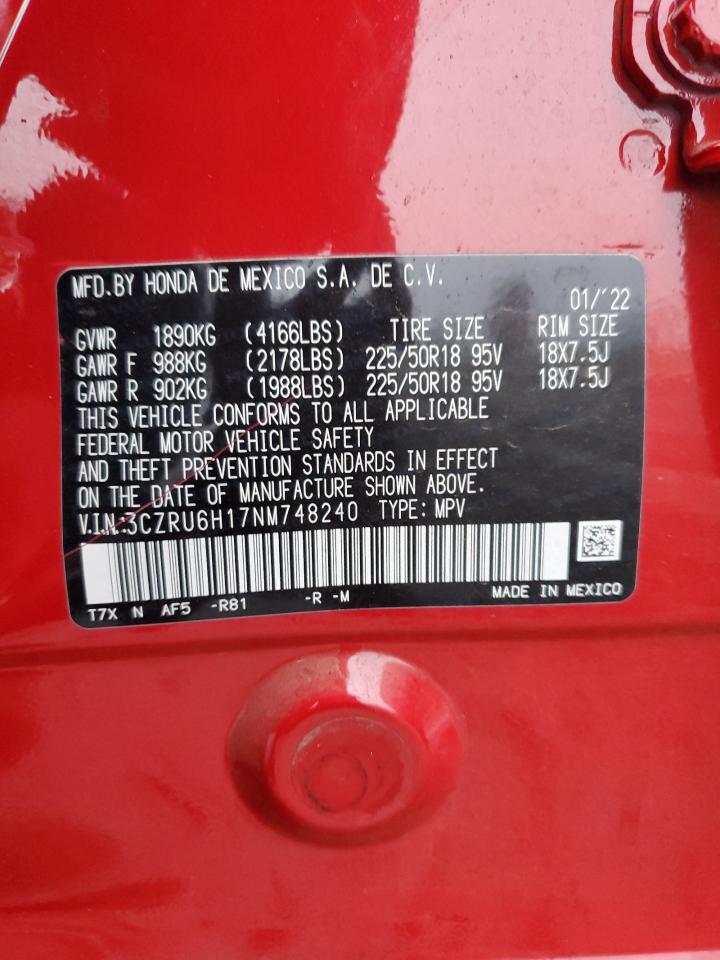 MFD.BY HONDA DE MEXICO S.A. DE C.V.
01/'22
GVWR 1890KG (4166LBS) TIRE SIZE RIM SIZE
GAWR F 988KG (2178LBS) 225/50R18 95V 18X7.5J
GAWR R 902KG (1988LBS) 225/50R18 95V 18X7.5J
THIS VEHICLE CONFORMS TO ALL APPLICABLE
FEDERAL MOTOR VEHICLE SAFETY
AND THEFT PREVENTION STANDARDS IN EFFECT
ON THE DATE OF MANUFACTURE SHOWN ABOVE.
V.I.N.:3CZRU6H17NM748240 TYPE: MPV
T7X N AF5 -R81 -R -M MADE IN MEXICO